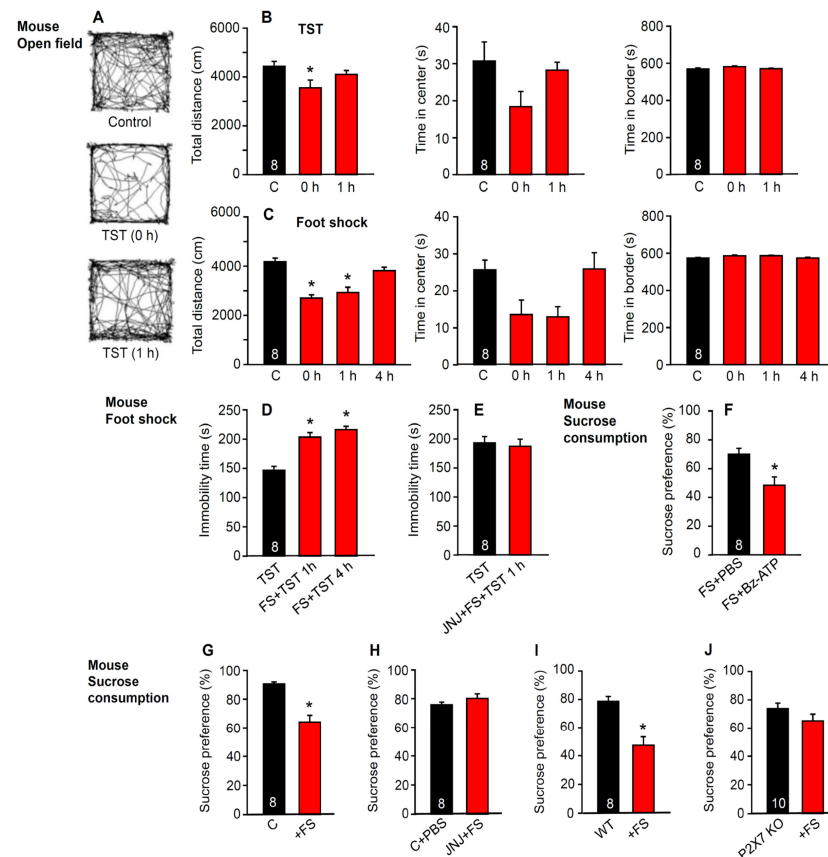 Mouse
Open field
A
Control
TST (0 h)
TST (1 h)
B
TST
Total distance (cm)
6000
4000
2000
0
*
8
C
0 h
1 h
Time in center (s)
40
30
20
10
0
8
C
0 h
1 h
Time in border (s)
800
600
400
200
0
8
C
0 h
1 h
C
Foot shock
Total distance (cm)
6000
4000
2000
0
*
*
8
C
0 h
1 h
4 h
Time in center (s)
40
30
20
10
0
8
C
0 h
1 h
4 h
Time in border (s)
800
600
400
200
0
8
C
0 h
1 h
4 h
Mouse
Foot shock
D
Immobility time (s)
250
200
150
100
50
0
*
*
8
TST
FS+TST 1h
FS+TST 4 h
E
Immobility time (s)
250
200
150
100
50
0
8
TST
JNJ+FS+TST 1 h
Mouse
Sucrose
consumption
F
Sucrose preference (%)
100
80
60
40
20
0
*
8
FS+PBS
FS+Bz-ATP
Mouse
Sucrose
consumption
G
Sucrose preference (%)
100
80
60
40
20
0
*
8
C
+FS
H
Sucrose preference (%)
100
80
60
40
20
0
8
C+PBS
JNJ+FS
I
Sucrose preference (%)
100
80
60
40
20
0
*
8
WT
+FS
J
Sucrose preference (%)
100
80
60
40
20
0
10
P2X7 KO
+FS